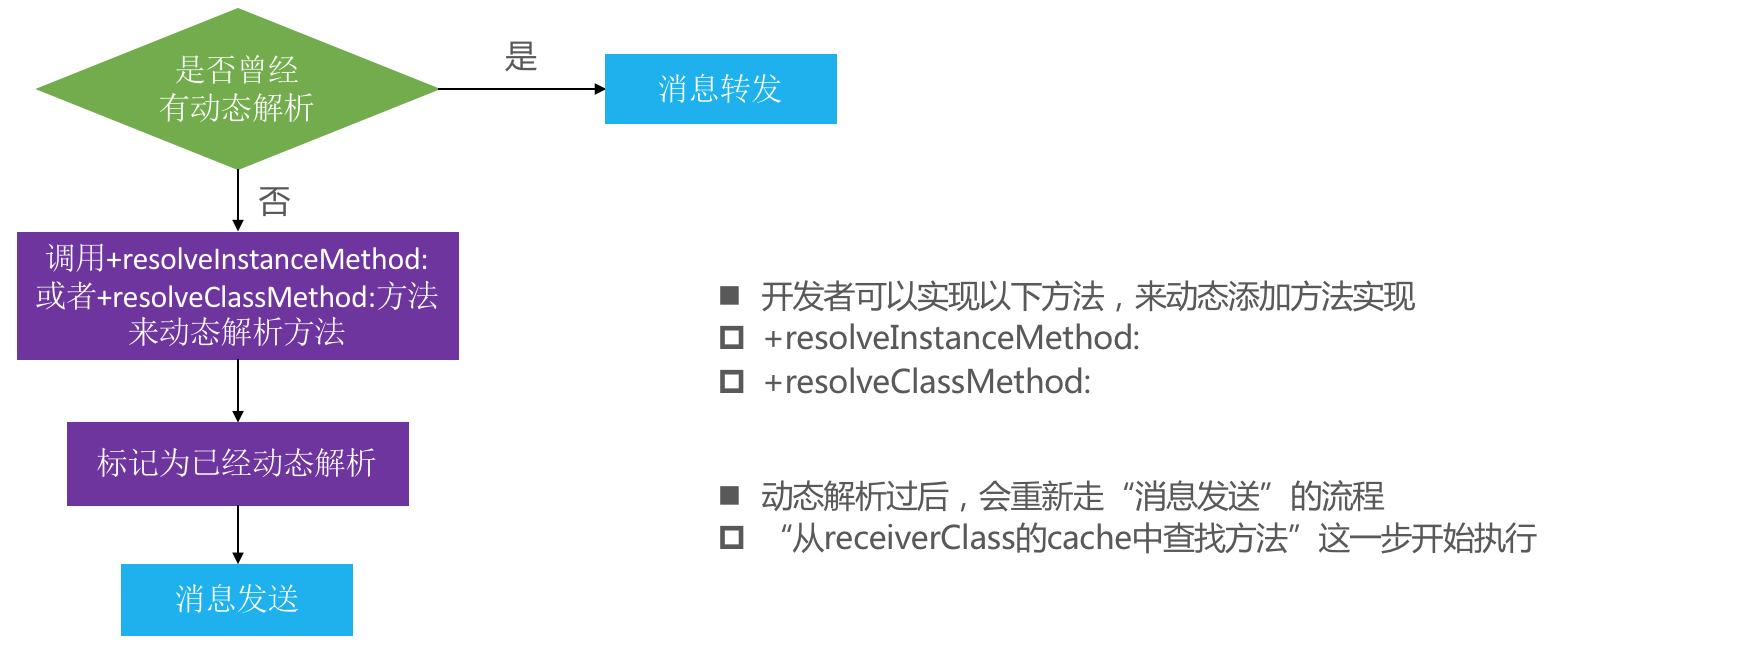 是否曾经
有动态解析
是
消息转发
否
调用+resolveInstanceMethod:
或者+resolveClassMethod:方法
来动态解析方法
标记为已经动态解析
消息发送
开发者可以实现以下方法，来动态添加方法实现
+resolveInstanceMethod:
+resolveClassMethod:
动态解析过后，会重新走“消息发送”的流程
“从receiverClass的cache中查找方法”这一步开始执行